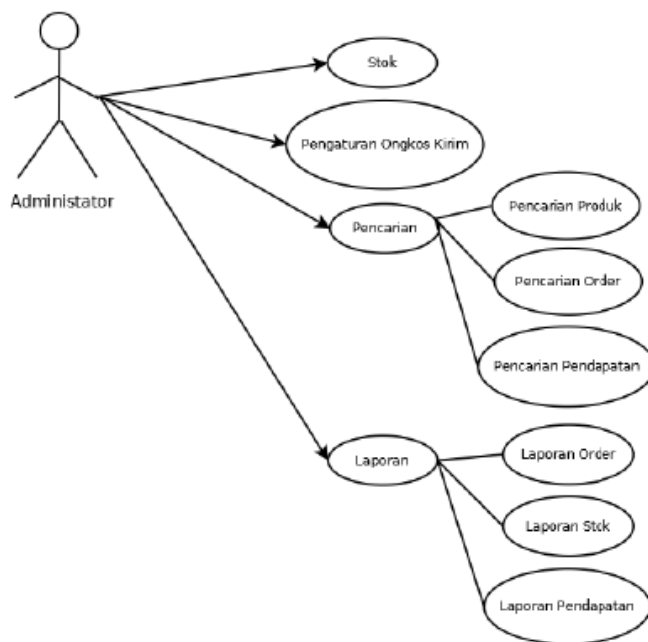 Stok
Pengaturan Ongkos Kirim
Administator
Pencarian
Pencarian Produk
Pencarian Order
Pencarian Pendapatan
Laporan
Laporan Order
Laporan Stok
Laporan Pendapatan